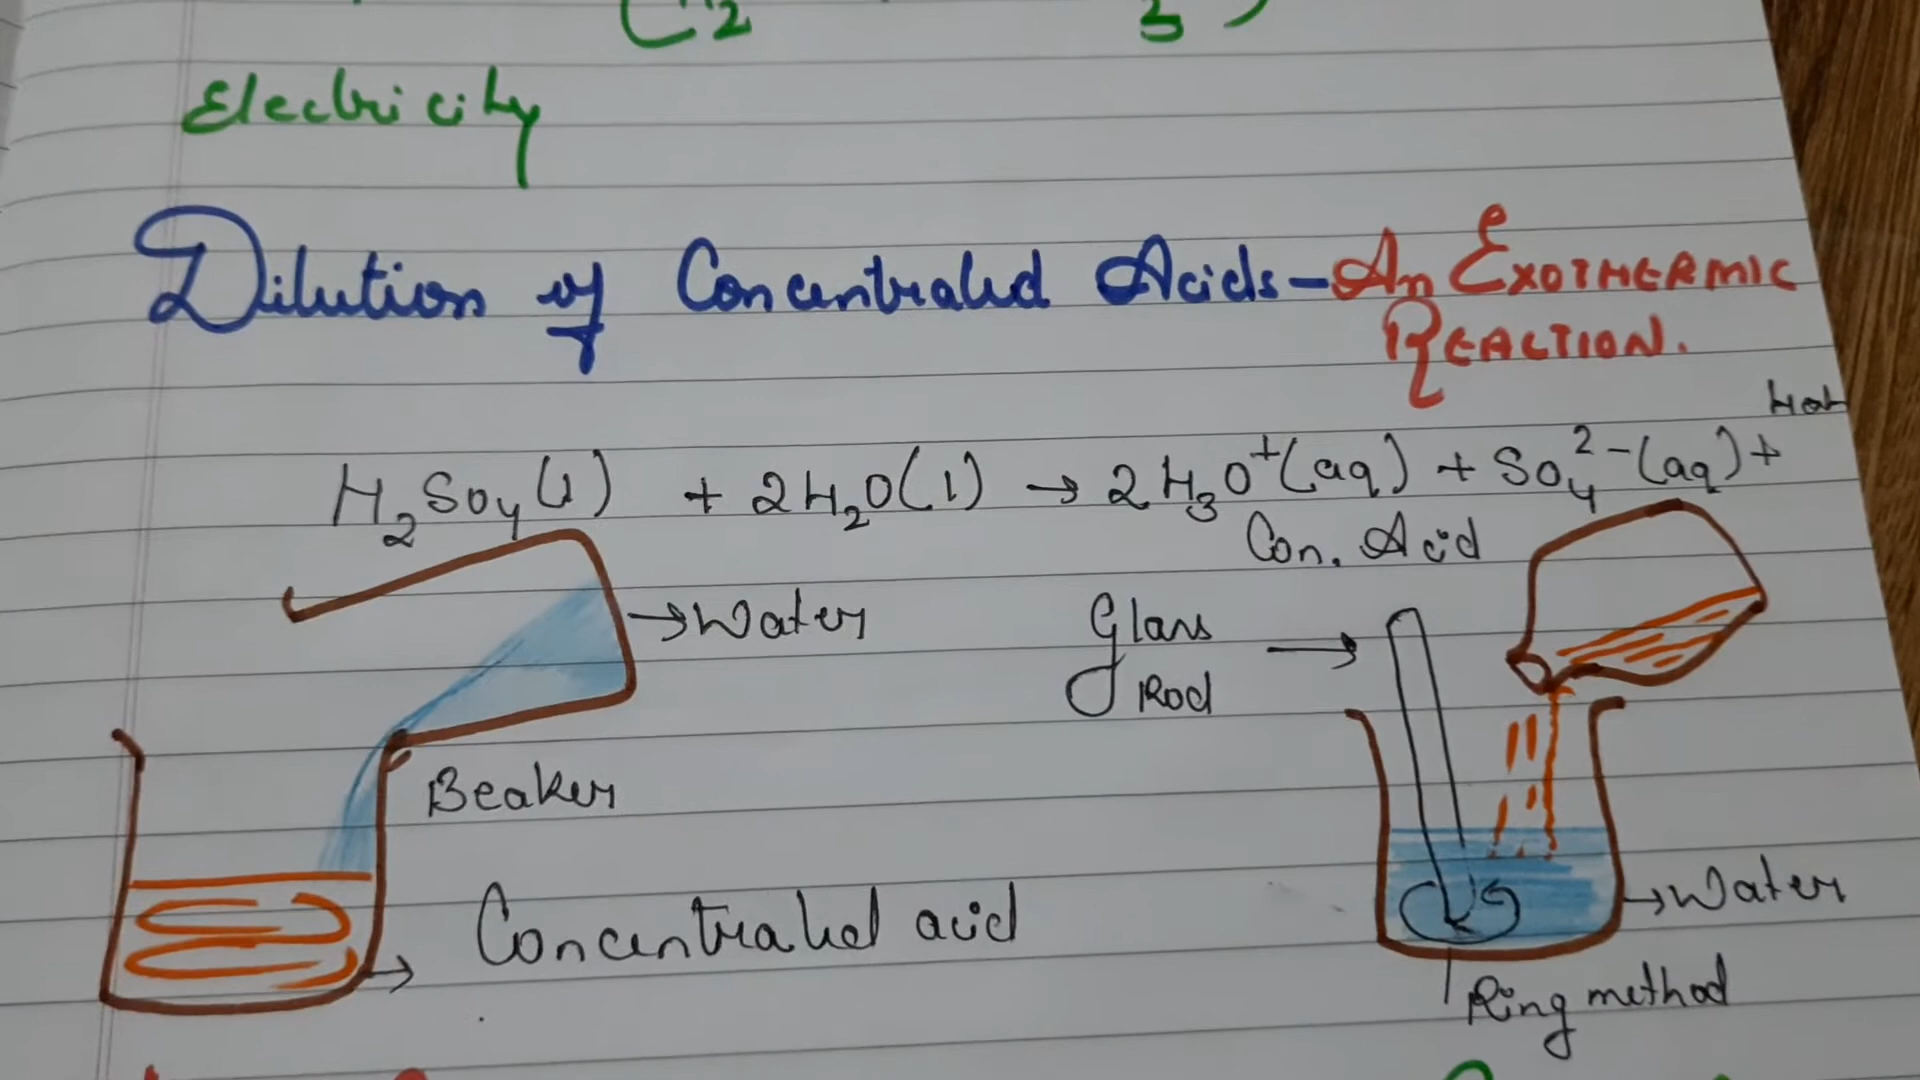 Electricity
Dilution of Concentrated Acids - An EXOTHERMIC
REACTION.
H₂SO₄(l) + 2H₂O(l) → 2H₃O⁺(aq) + SO₄²⁻(aq) +
Con. Acid
→Water
Glass
Rod
Beaker
Concentrated acid
→Water
Ring method